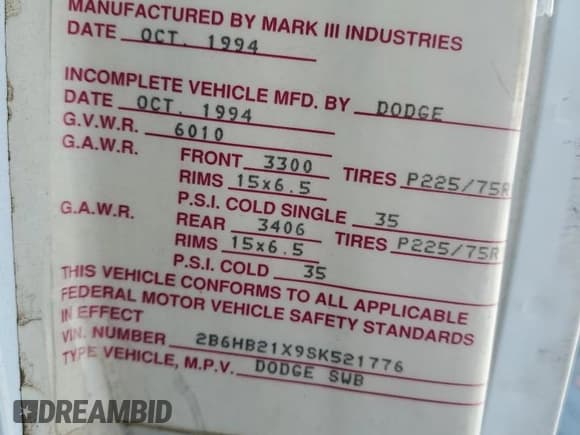 MANUFACTURED BY MARK III INDUSTRIES
DATE OCT. 1994
INCOMPLETE VEHICLE MFD. BY DODGE
DATE OCT. 1994
G.V.W.R. 6010
G.A.W.R. FRONT 3300
RIMS 15x6.5 TIRES P225/75R
P.S.I. COLD SINGLE 35
G.A.W.R. REAR 3406
RIMS 15x6.5 TIRES P225/75R
P.S.I. COLD 35
THIS VEHICLE CONFORMS TO ALL APPLICABLE
FEDERAL MOTOR VEHICLE SAFETY STANDARDS
IN EFFECT
VIN. NUMBER 2B6HB21X9SK521776
TYPE VEHICLE, M.P.V. DODGE SWB
DREAMBID